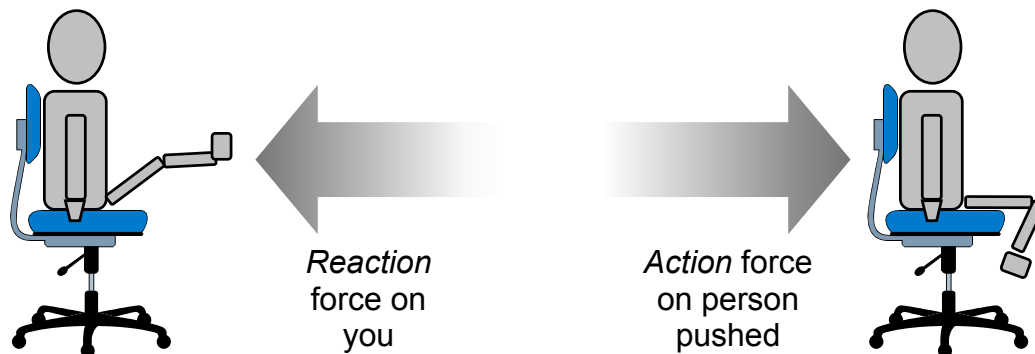 Reaction
force on
you
Action force
on person
pushed